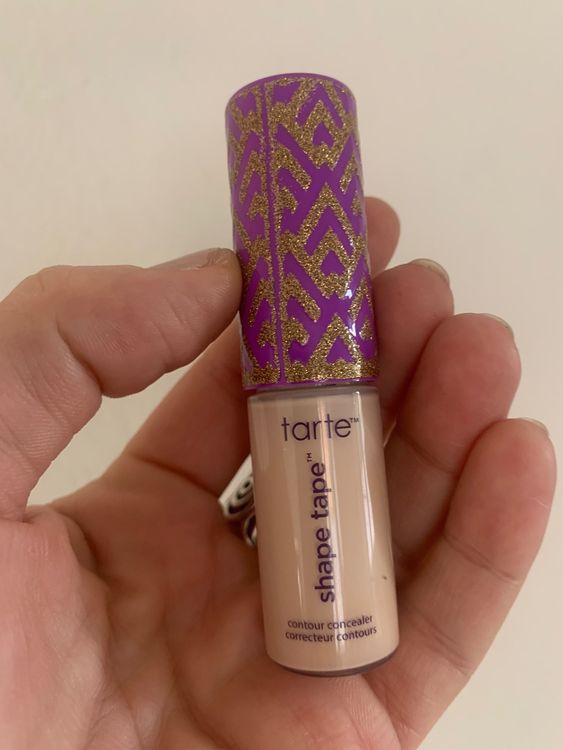 tarte™
shape tape™
contour concealer
correcteur contours